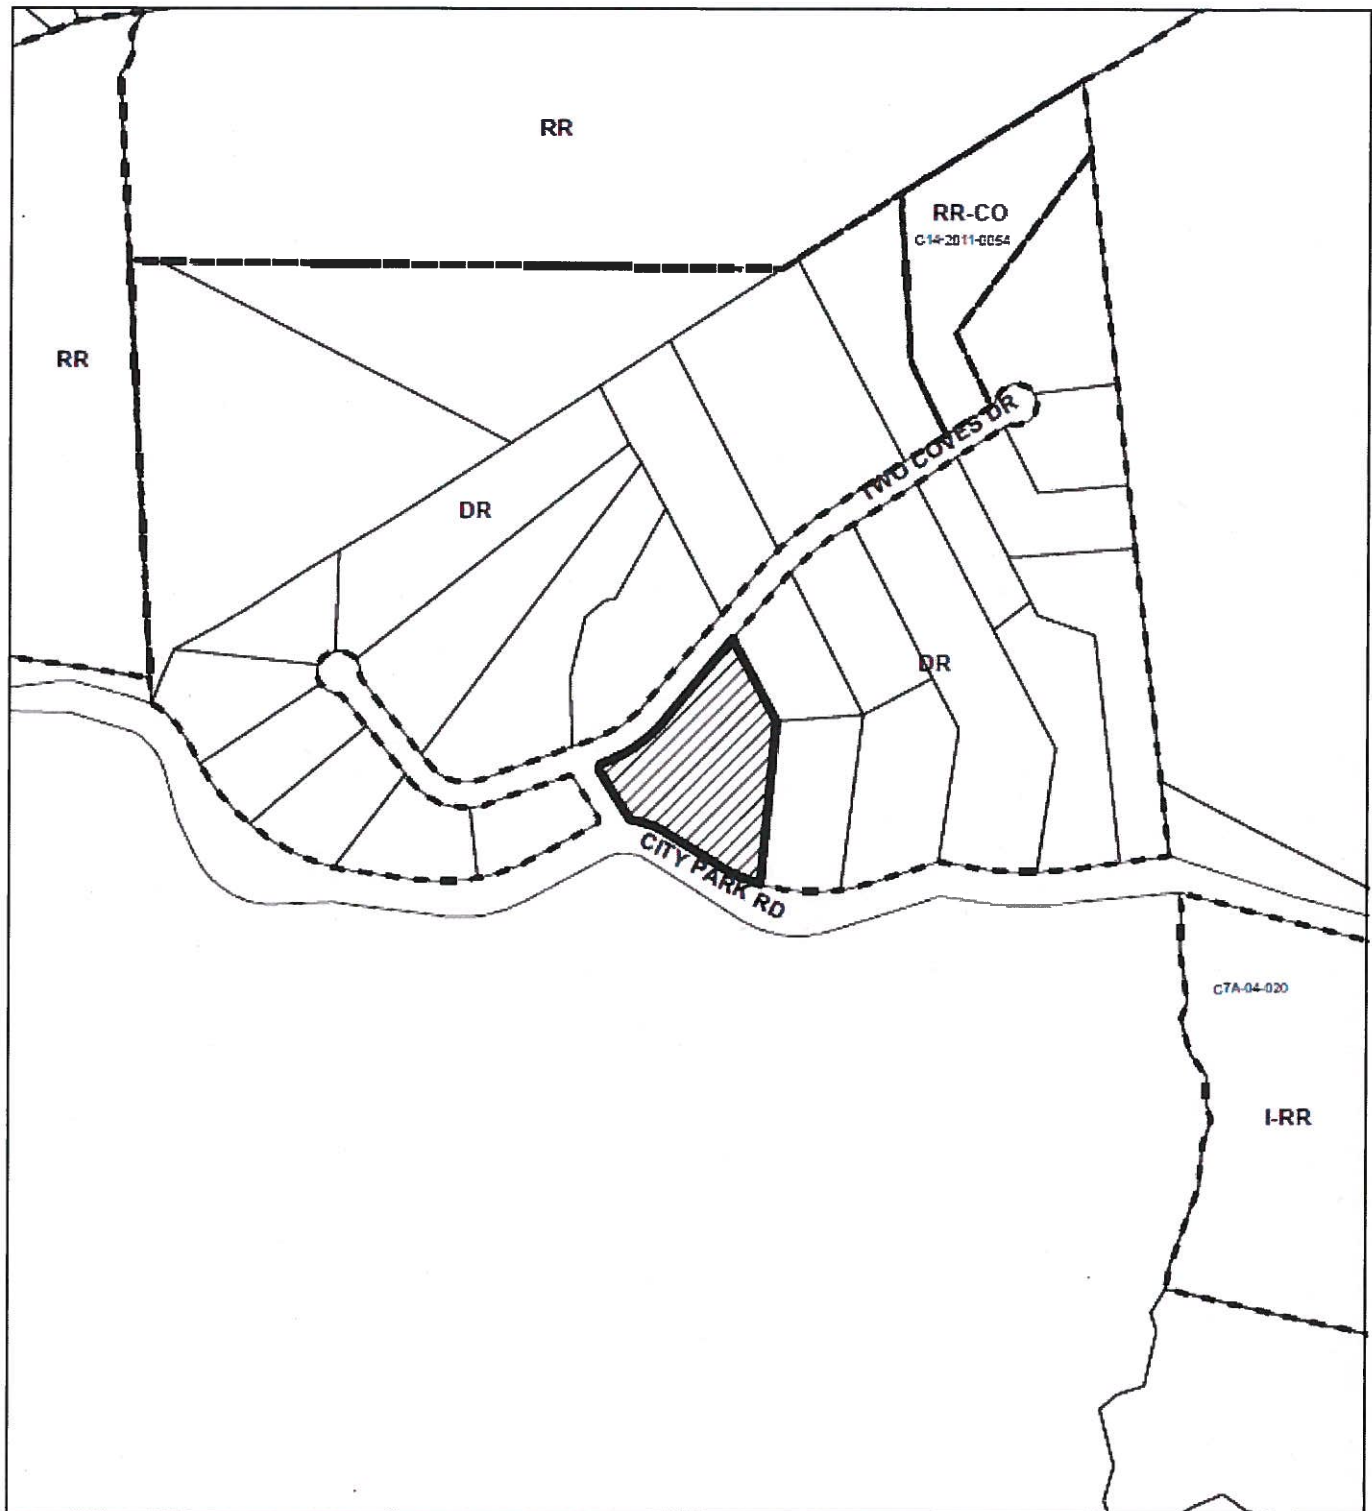 RR
RR-CO
C14-2011-0054
RR
TWO COVES DR
DR
DR
CITY PARK RD
C7A-04-020
I-RR